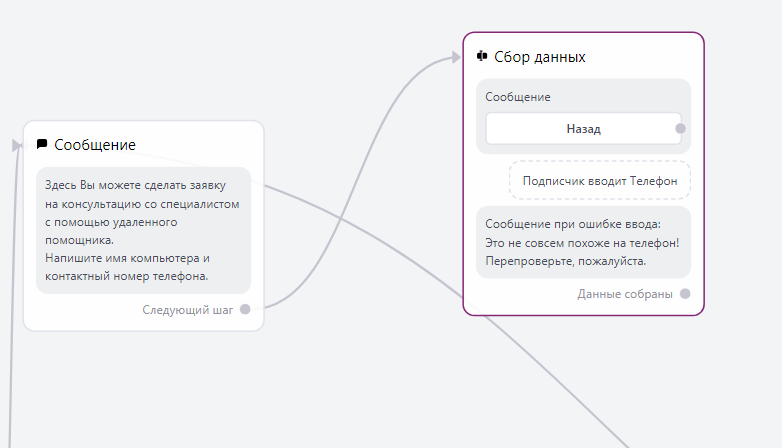 Сообщение
Здесь Вы можете сделать заявку
на консультацию со специалистом
с помощью удаленного
помощника.
Напишите имя компьютера и
контактный номер телефона.
Следующий шаг
Сбор данных
Сообщение
Назад
Подписчик вводит Телефон
Сообщение при ошибке ввода:
Это не совсем похоже на телефон!
Перепроверьте, пожалуйста.
Данные собраны